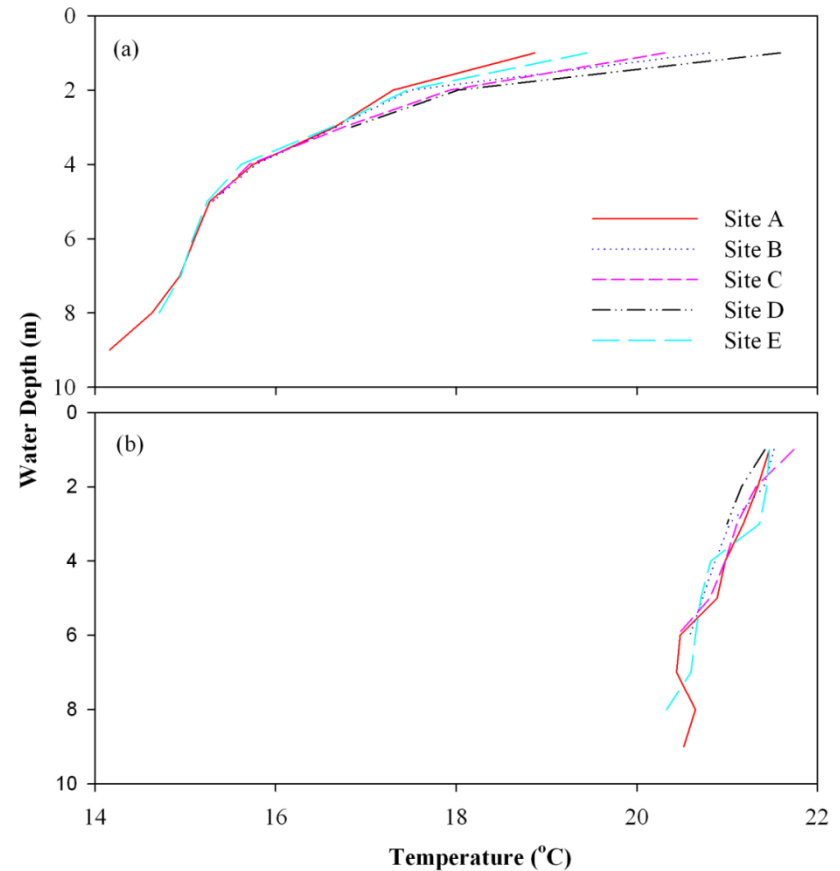 0
(a)
2
4
6
8
10
Site A
Site B
Site C
Site D
Site E
Water Depth (m)
0
(b)
2
4
6
8
10
14 16 18 20 22
Temperature (°C)